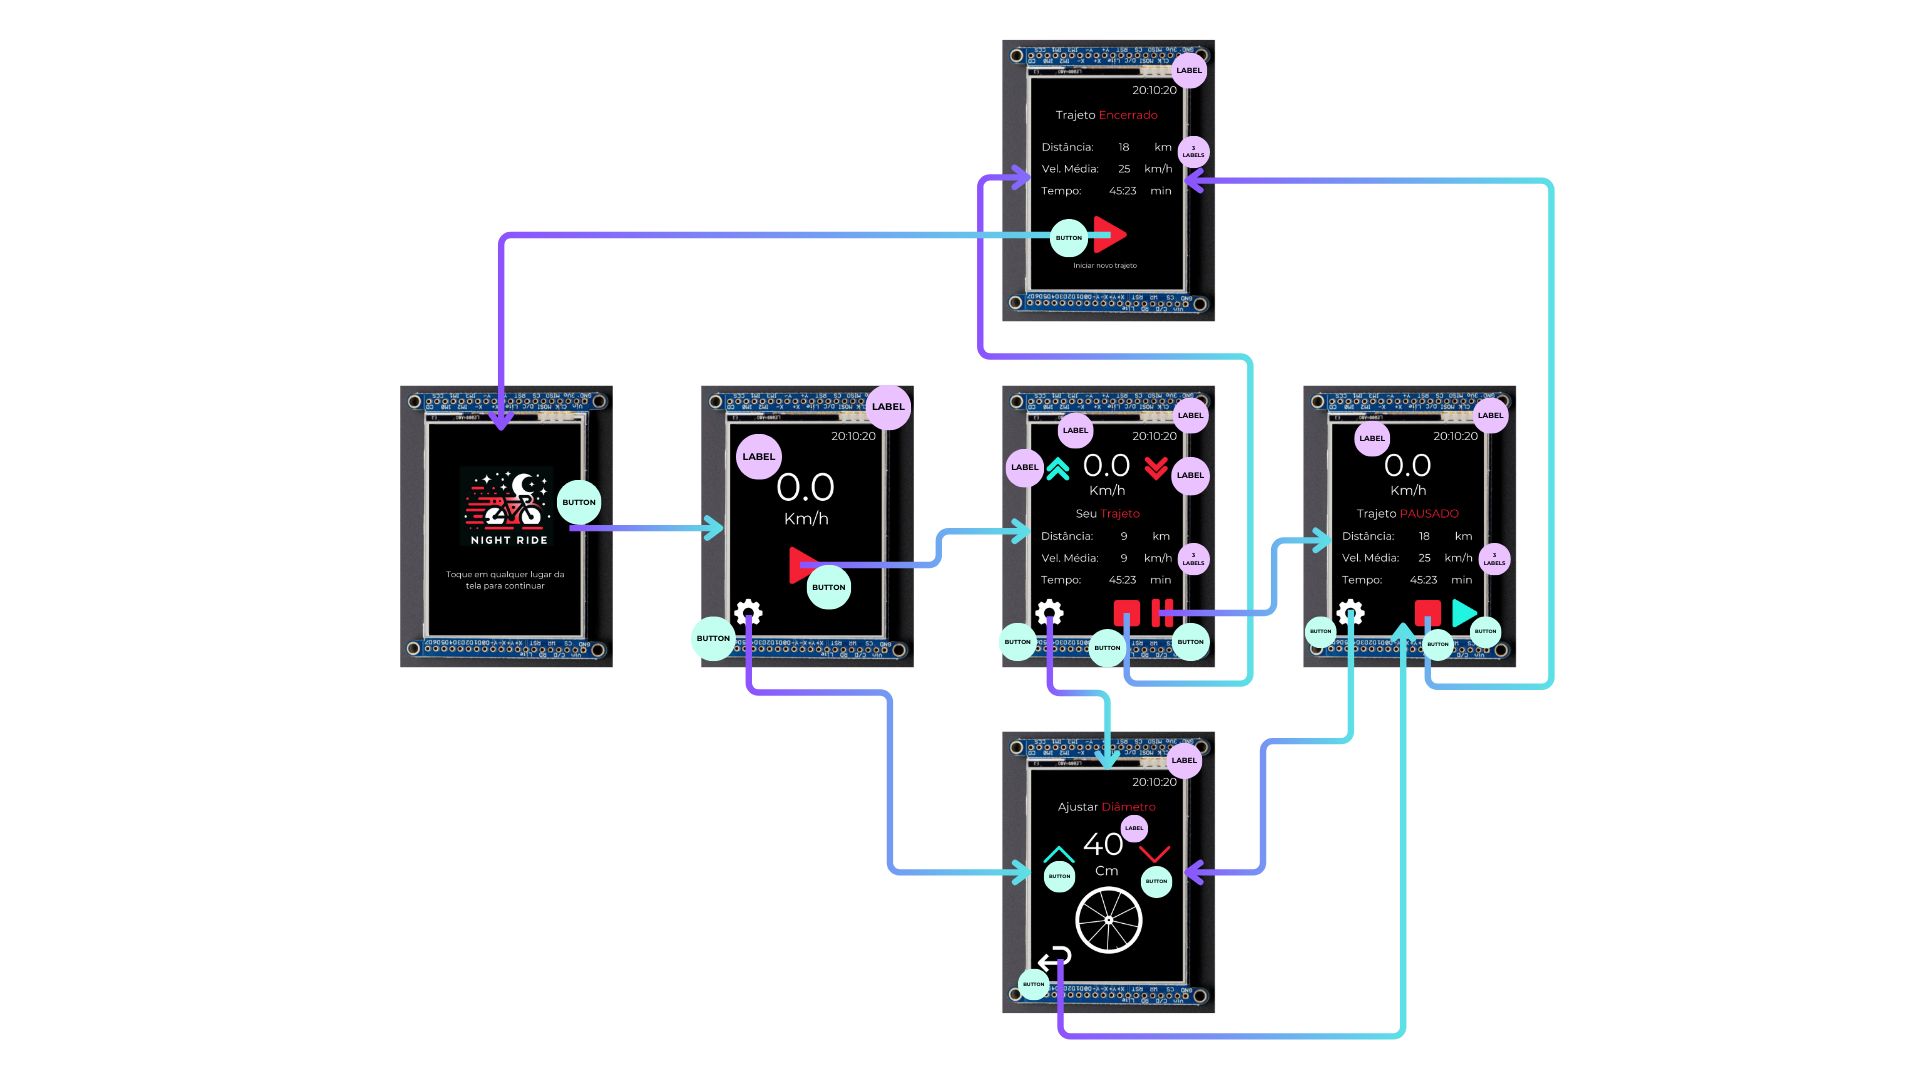 LABEL
20:10:20
Trajeto Encerrado
3 LABELS
Distância: 18 km
Vel. Média: 25 km/h
Tempo: 45:23 min
BUTTON
Iniciar novo trajeto
BUTTON
NIGHT RIDE
Toque em qualquer lugar da
tela para continuar
LABEL
20:10:20
LABEL
0.0
Km/h
BUTTON
BUTTON
LABEL
LABEL
20:10:20
LABEL
0.0
LABEL
Km/h
Seu Trajeto
Distância: 9 km
Vel. Média: 9 km/h
3 LABELS
Tempo: 45:23 min
BUTTON
BUTTON
BUTTON
LABEL
LABEL
20:10:20
0.0
Km/h
Trajeto PAUSADO
Distância: 18 km
Vel. Média: 25 km/h
3 LABELS
Tempo: 45:23 min
BUTTON
BUTTON
BUTTON
LABEL
20:10:20
Ajustar Diâmetro
LABEL
40
Cm
BUTTON
BUTTON
BUTTON